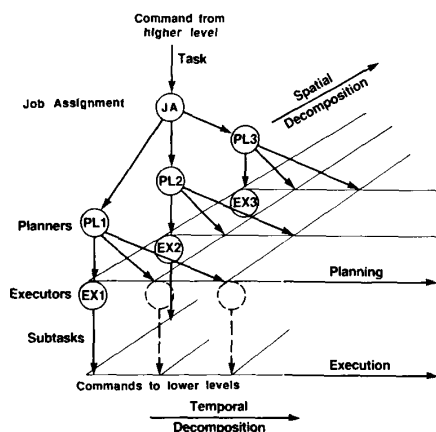 Command from
higher level
Task
Spatial
Decomposition
Job Assignment
JA
PL3
PL2
EX3
Planners
PL1
EX2
Planning
Executors
EX1
Subtasks
Execution
Commands to lower levels
Temporal
Decomposition